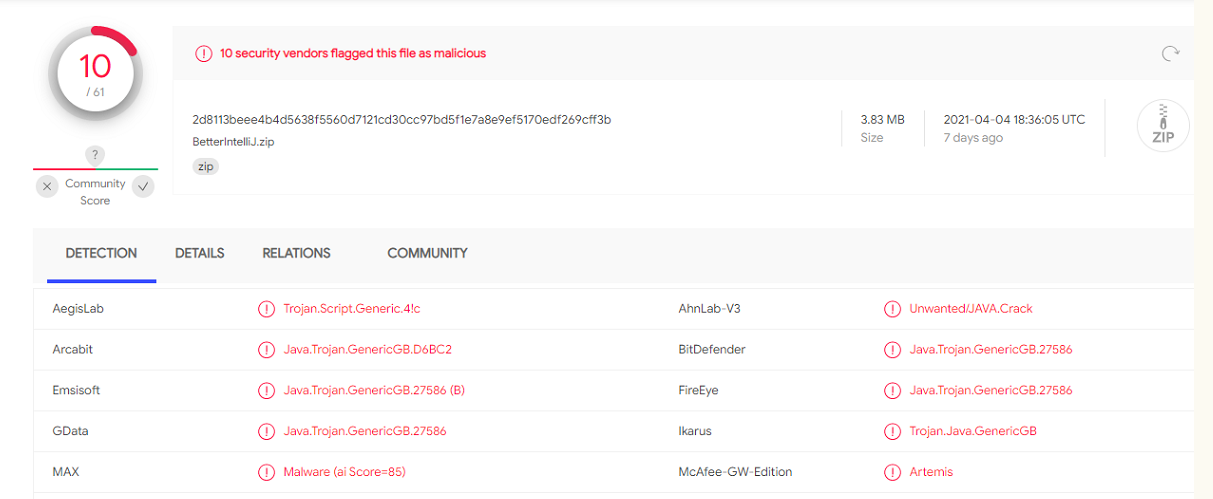 10
/ 61
?
Community
Score
10 security vendors flagged this file as malicious
2d8113beee4b4d5638f5560d7121cd30cc97bd5f1e7a8e9ef5170edf269cff3b
BetterIntelliJ.zip
zip
3.83 MB
Size
2021-04-04 18:36:05 UTC
7 days ago
ZIP
DETECTION DETAILS RELATIONS COMMUNITY
AegisLab Trojan.Script.Generic.4!c AhnLab-V3 Unwanted/JAVA.Crack
Arcabit Java.Trojan.GenericGB.D6BC2 BitDefender Java.Trojan.GenericGB.27586
Emsisoft Java.Trojan.GenericGB.27586 (B) FireEye Java.Trojan.GenericGB.27586
GData Java.Trojan.GenericGB.27586 Ikarus Trojan.Java.GenericGB
MAX Malware (ai Score=85) McAfee-GW-Edition Artemis